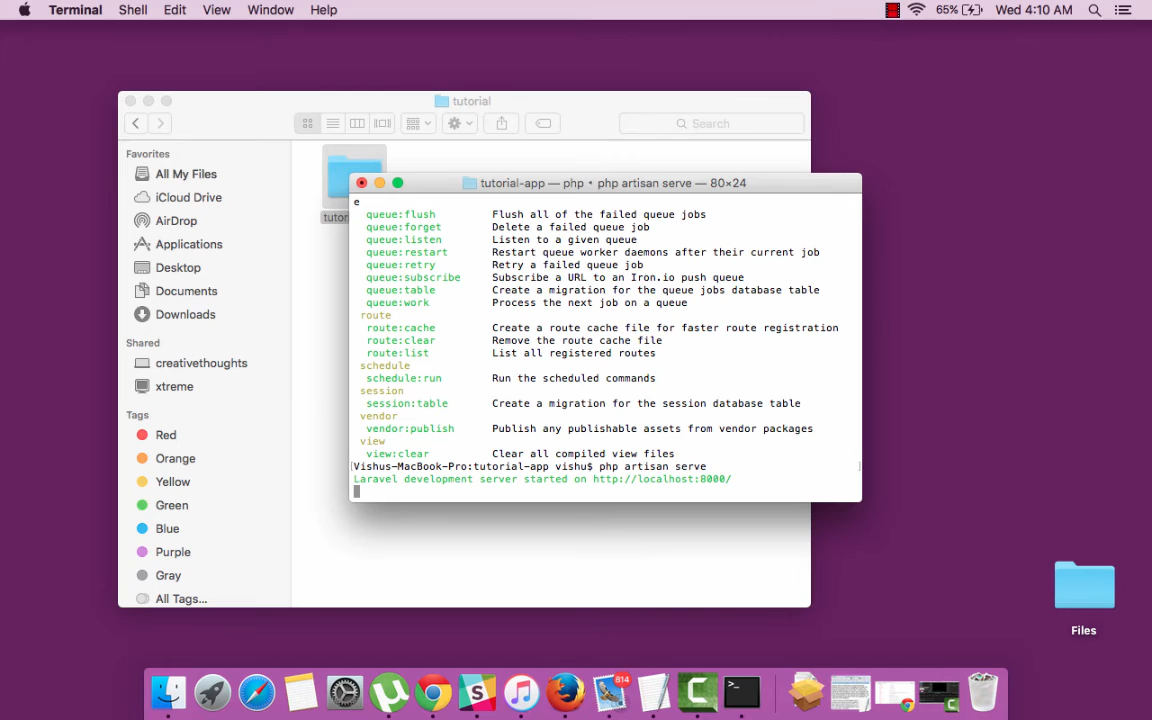 Terminal Shell Edit View Window Help 65% Wed 4:10 AM
tutorial
Search
Favorites
All My Files
iCloud Drive
AirDrop
Applications
Desktop
Documents
Downloads
Shared
creativethoughts
xtreme
Tags
Red
Orange
Yellow
Green
Blue
Purple
Gray
All Tags...
tutor
tutorial-app — php • php artisan serve — 80×24
e
queue:flush Flush all of the failed queue jobs
queue:forget Delete a failed queue job
queue:listen Listen to a given queue
queue:restart Restart queue worker daemons after their current job
queue:retry Retry a failed queue job
queue:subscribe Subscribe a URL to an Iron.io push queue
queue:table Create a migration for the queue jobs database table
queue:work Process the next job on a queue
route
route:cache Create a route cache file for faster route registration
route:clear Remove the route cache file
route:list List all registered routes
schedule
schedule:run Run the scheduled commands
session
session:table Create a migration for the session database table
vendor
vendor:publish Publish any publishable assets from vendor packages
view
view:clear Clear all compiled view files
[Vishus-MacBook-Pro:tutorial-app vishu$ php artisan serve ]
Laravel development server started on http://localhost:8000/
Files
814